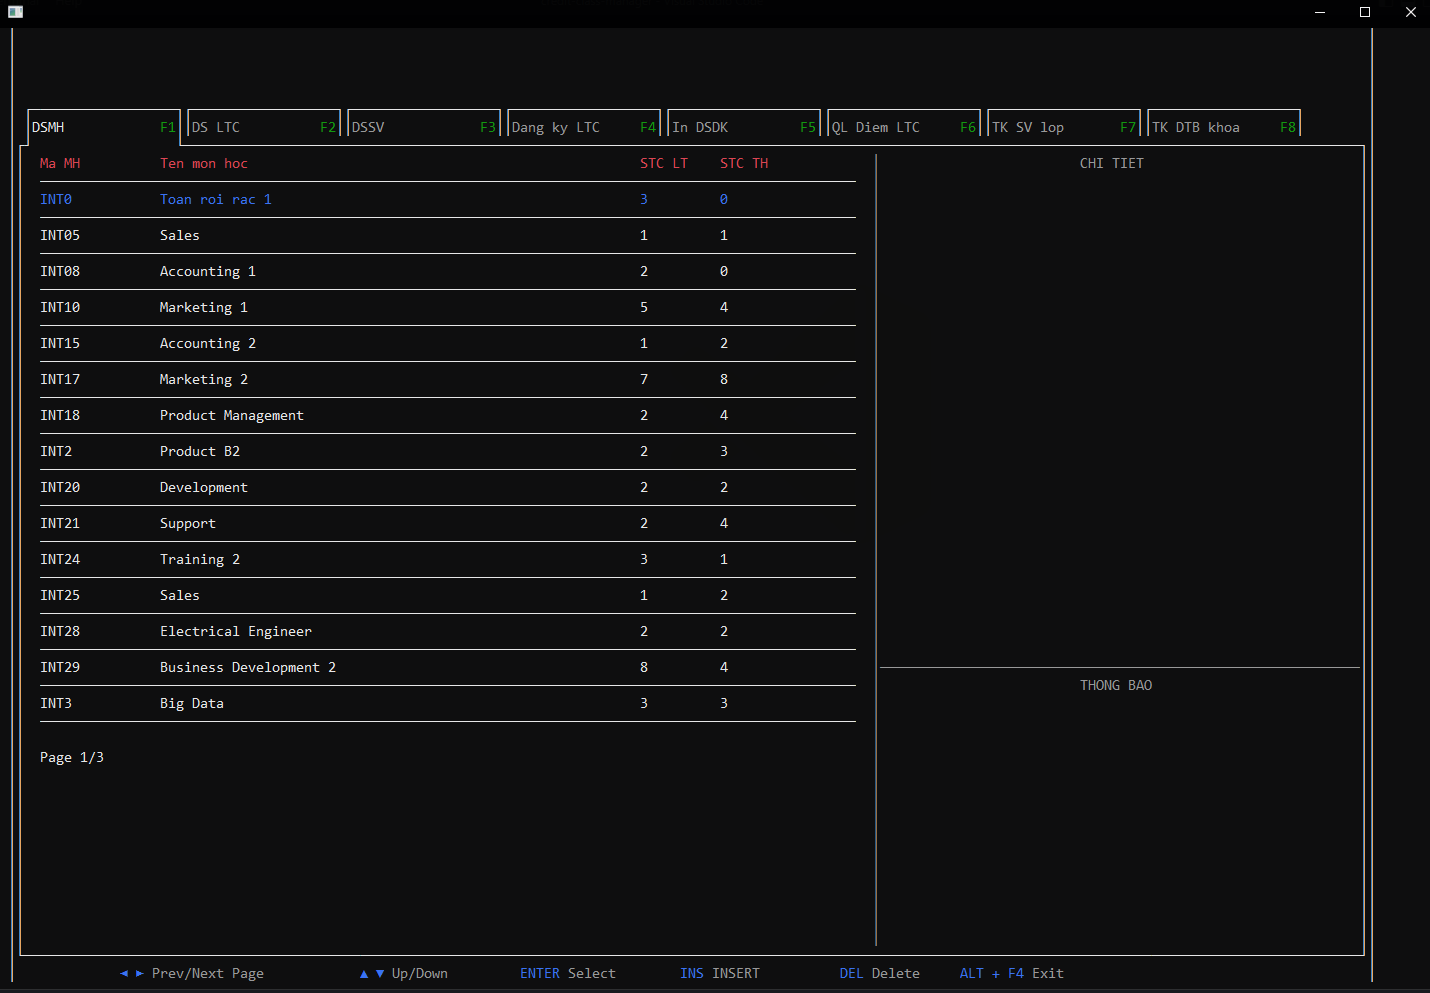 DSMH F1 DS LTC F2 DSSV F3 Dang ky LTC F4 In DSDK F5 QL Diem LTC F6 TK SV lop F7 TK DTB khoa F8
Ma MH Ten mon hoc STC LT STC TH
INT0 Toan roi rac 1 3 0
INT05 Sales 1 1
INT08 Accounting 1 2 0
INT10 Marketing 1 5 4
INT15 Accounting 2 1 2
INT17 Marketing 2 7 8
INT18 Product Management 2 4
INT2 Product B2 2 3
INT20 Development 2 2
INT21 Support 2 4
INT24 Training 2 3 1
INT25 Sales 1 2
INT28 Electrical Engineer 2 2
INT29 Business Development 2 8 4
INT3 Big Data 3 3
Page 1/3
CHI TIET
THONG BAO
◄ ► Prev/Next Page ▲ ▼ Up/Down ENTER Select INS INSERT DEL Delete ALT + F4 Exit